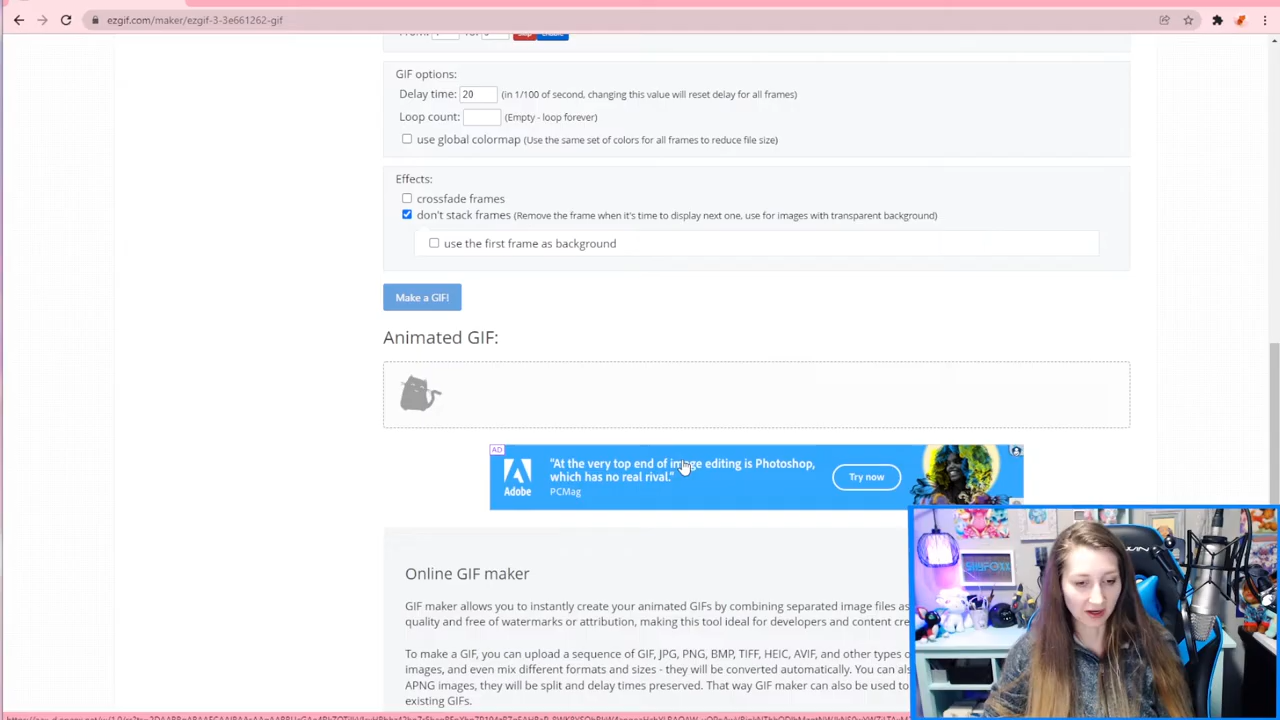 ezgif.com/maker/ezgif-3-3e661262-gif
GIF options:
Delay time: 20 (in 1/100 of second, changing this value will reset delay for all frames)
Loop count: (Empty - loop forever)
use global colormap (Use the same set of colors for all frames to reduce file size)
Effects:
crossfade frames
don't stack frames (Remove the frame when it's time to display next one, use for images with transparent background)
use the first frame as background
Make a GIF!
Animated GIF:
AD
"At the very top end of image editing is Photoshop,
which has no real rival."
PCMag
Adobe
Try now
Online GIF maker
GIF maker allows you to instantly create your animated GIFs by combining separated image files as
quality and free of watermarks or attribution, making this tool ideal for developers and content cre
To make a GIF, you can upload a sequence of GIF, JPG, PNG, BMP, TIFF, HEIC, AVIF, and other types o
images, and even mix different formats and sizes - they will be converted automatically. You can al
APNG images, they will be split and delay times preserved. That way GIF maker can also be used to
existing GIFs.